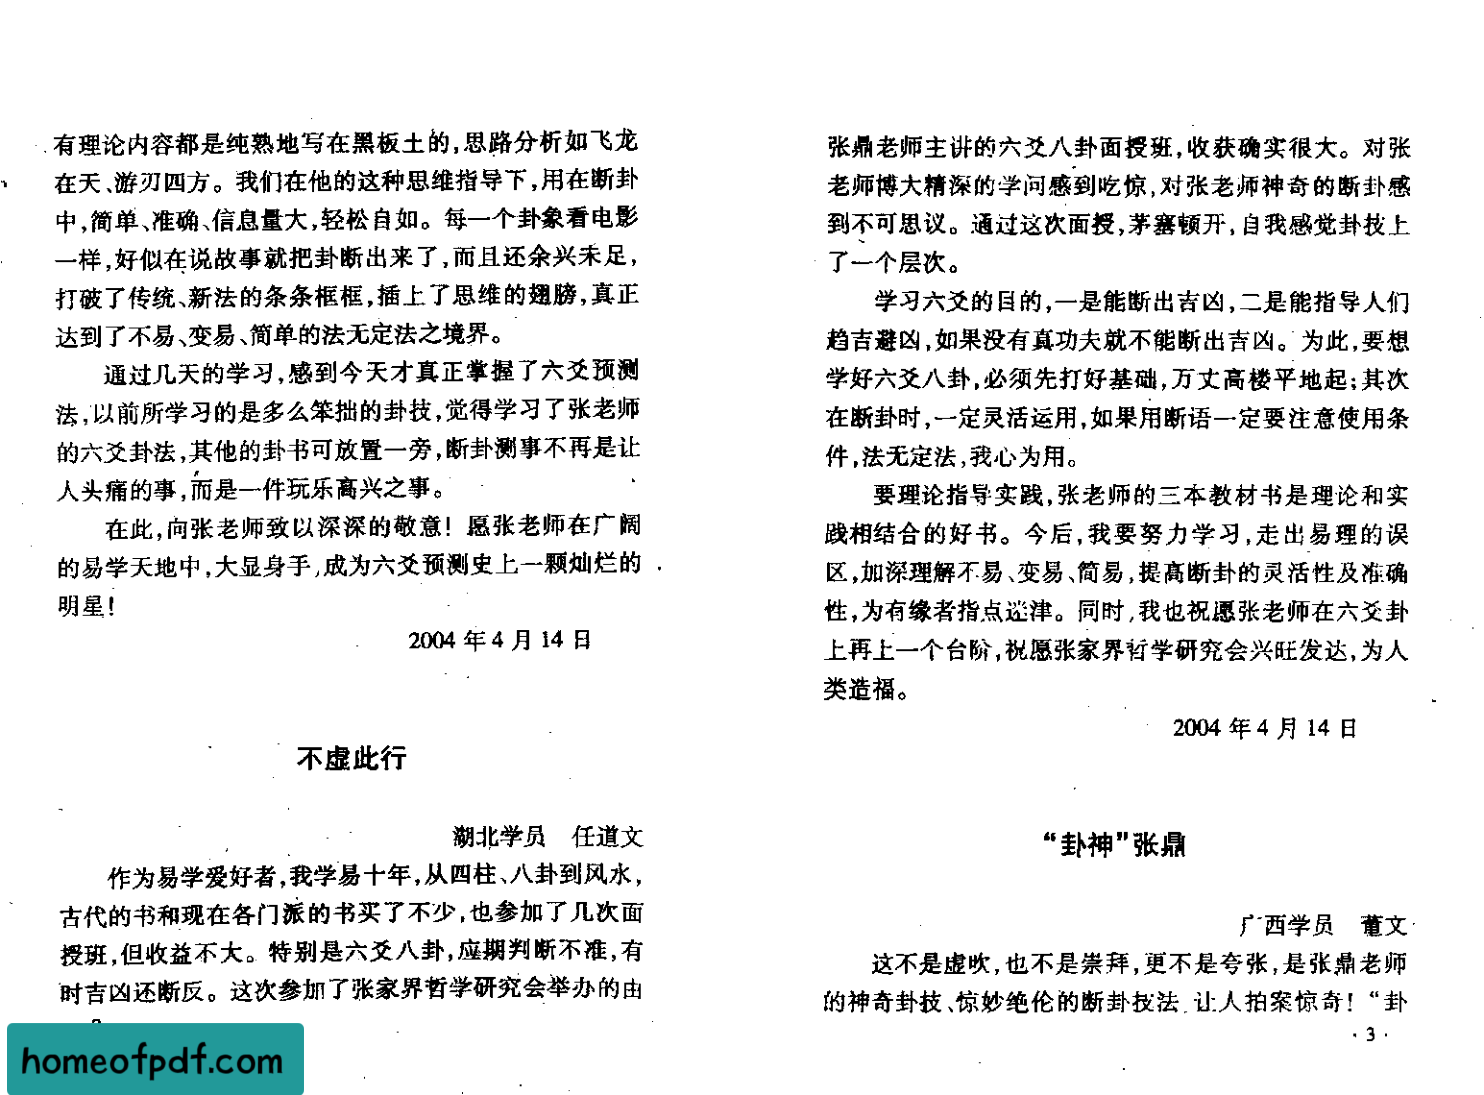 有理论内容都是纯熟地写在黑板土的,思路分析如飞龙
在天、游刃四方。我们在他的这种思维指导下,用在断卦
中,简单、准确、信息量大,轻松自如。每一个卦象看电影
一样,好似在说故事就把卦断出来了,而且还余兴未足,
打破了传统、新法的条条框框,插上了思维的翅膀,真正
达到了不易、变易、简单的法无定法之境界。
通过几天的学习,感到今天才真正掌握了六爻预测
法,以前所学习的是多么笨拙的卦技,觉得学习了张老师
的六爻卦法,其他的卦书可放置一旁,断卦测事不再是让
人头痛的事,而是一件玩乐高兴之事。
在此,向张老师致以深深的敬意!愿张老师在广阔
的易学天地中,大显身手,成为六爻预测史上一颗灿烂的
明星!
2004年4月14日
不虚此行
湖北学员 任道文
作为易学爱好者,我学易十年,从四柱、八卦到风水,
古代的书和现在各门派的书买了不少,也参加了几次面
授班,但收益不大。特别是六爻八卦,应期判断不准,有
时吉凶还断反。这次参加了张家界哲学研究会举办的由
张鼎老师主讲的六爻八卦面授班,收获确实很大。对张
老师博大精深的学问感到吃惊,对张老师神奇的断卦感
到不可思议。通过这次面授,茅塞顿开,自我感觉卦技上
了一个层次。
学习六爻的目的,一是能断出吉凶,二是能指导人们
趋吉避凶,如果没有真功夫就不能断出吉凶。为此,要想
学好六爻八卦,必须先打好基础,万丈高楼平地起;其次
在断卦时,一定灵活运用,如果用断语一定要注意使用条
件,法无定法,我心为用。
要理论指导实践,张老师的三本教材书是理论和实
践相结合的好书。今后,我要努力学习,走出易理的误
区,加深理解不易、变易、简易,提高断卦的灵活性及准确
性,为有缘者指点迷津。同时,我也祝愿张老师在六爻卦
上再上一个台阶,祝愿张家界哲学研究会兴旺发达,为人
类造福。
2004年4月14日
“卦神”张鼎
广西学员 董文
这不是虚吹,也不是崇拜,更不是夸张,是张鼎老师
的神奇卦技、惊妙绝伦的断卦技法,让人拍案惊奇!“卦
·3·
homeofpdf.com